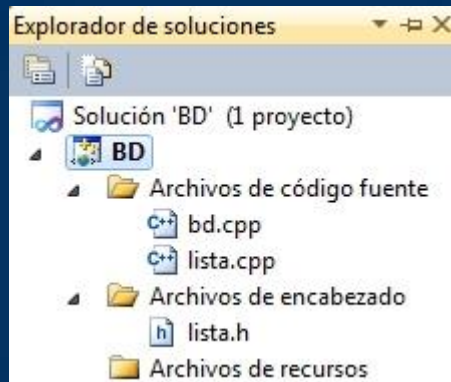 Explorador de soluciones
Solución 'BD' (1 proyecto)
BD
Archivos de código fuente
C++ bd.cpp
C++ lista.cpp
Archivos de encabezado
h lista.h
Archivos de recursos